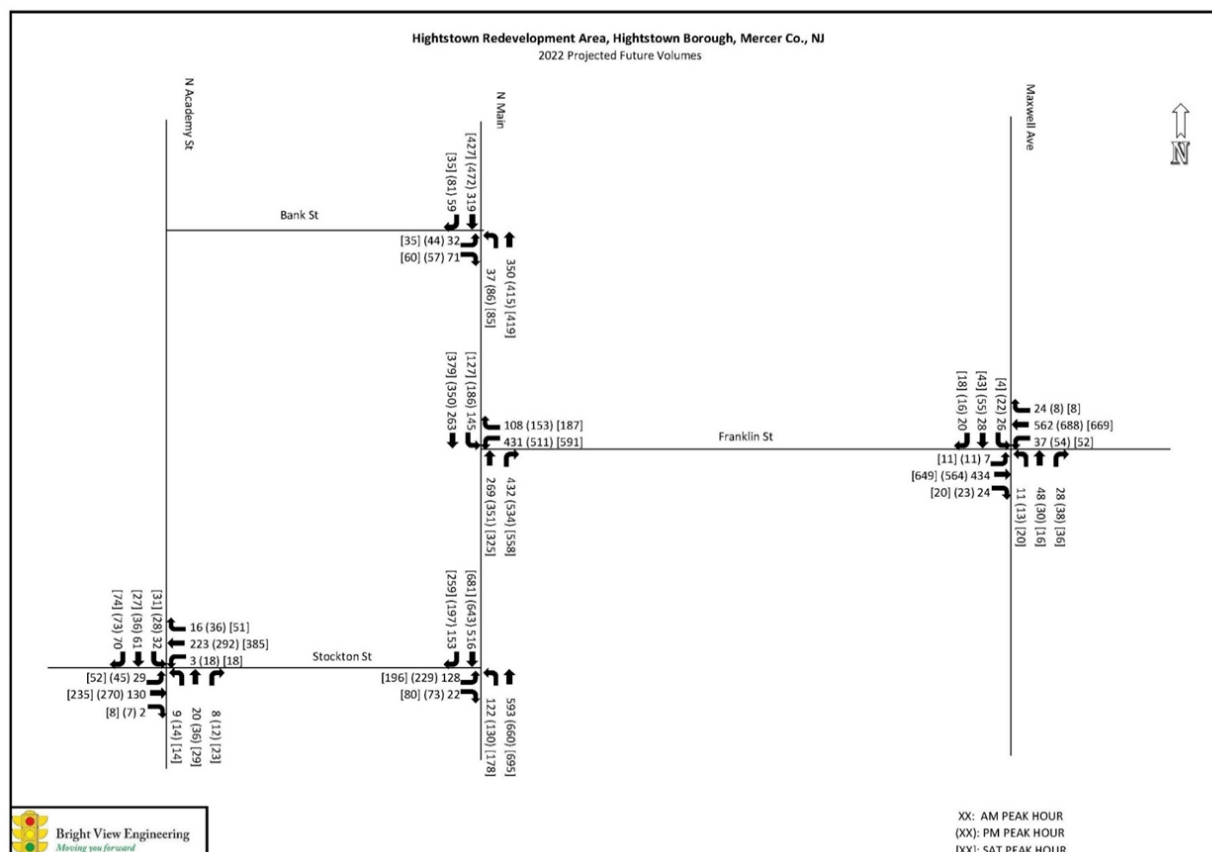 Hightstown Redevelopment Area, Hightstown Borough, Mercer Co., NJ
2022 Projected Future Volumes
N Academy St
N Main
Maxwell Ave
N
[35] (81) 59
[427] (472) 319
Bank St
[35] (44) 32
[60] (57) 71
37 (86) [85]
350 (415) [419]
[379] (350) 263
[127] (186) 145
108 (153) [187]
431 (511) [591]
Franklin St
269 (351) [325]
432 (534) [558]
[18] (16) 20
[43] (55) 28
[4] (22) 26
24 (8) [8]
562 (688) [669]
37 (54) [52]
[11] (11) 7
[649] (564) 434
[20] (23) 24
11 (13) [20]
48 (30) [16]
28 (38) [36]
[74] (73) 70
[27] (36) 61
[31] (28) 32
16 (36) [51]
223 (292) [385]
3 (18) [18]
Stockton St
[52] (45) 29
[235] (270) 130
[8] (7) 2
9 (14) [14]
20 (36) [29]
8 (12) [23]
[259] (197) 153
[681] (643) 516
[196] (229) 128
[80] (73) 22
122 (130) [178]
593 (660) [695]
Bright View Engineering
Moving you forward
XX: AM PEAK HOUR
(XX): PM PEAK HOUR
[XX]: SAT PEAK HOUR